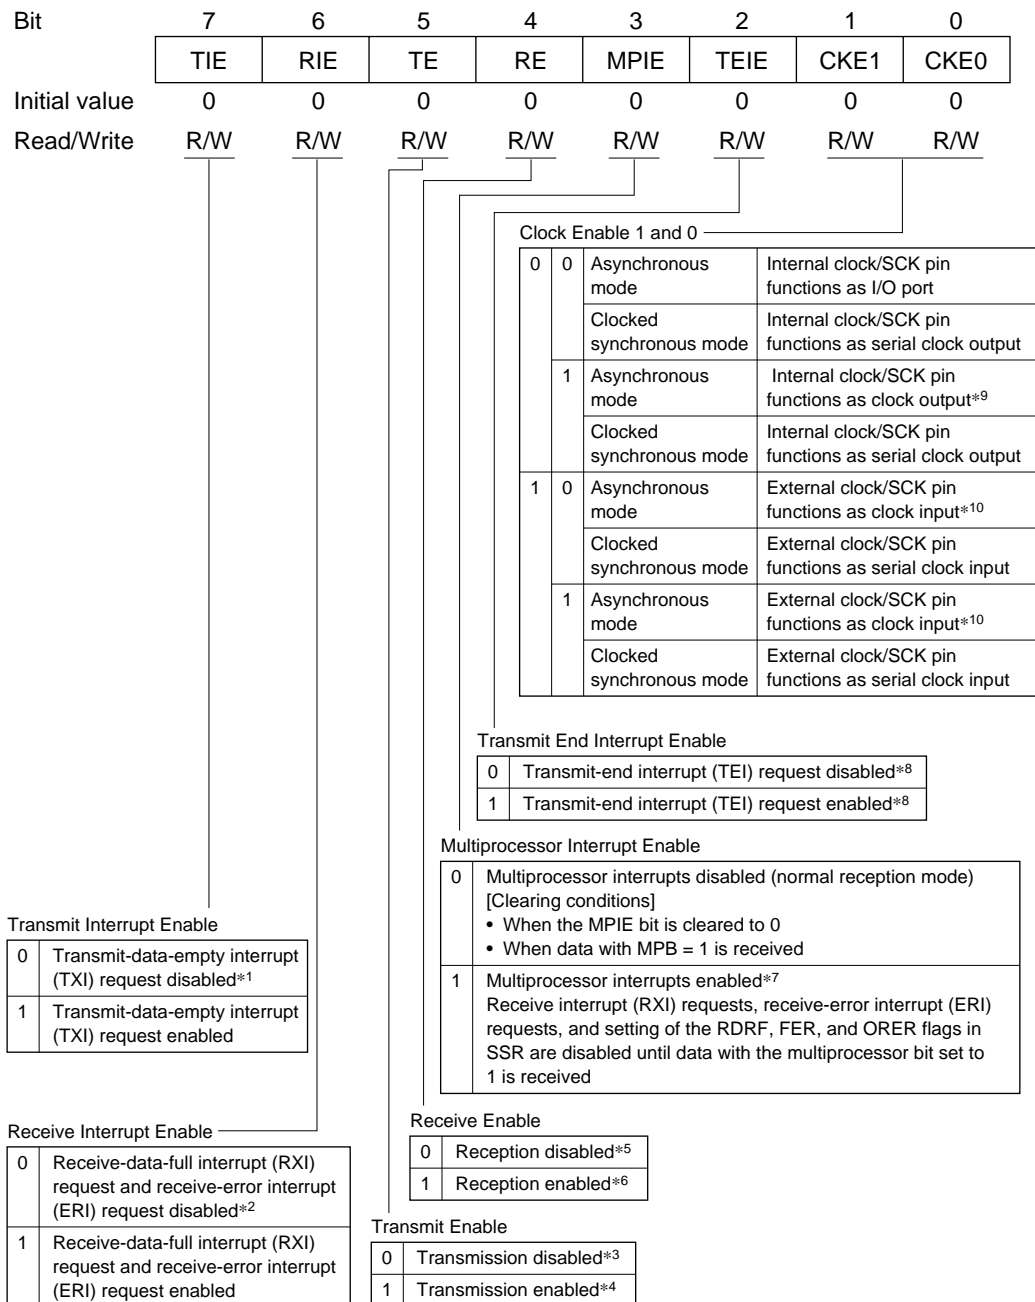 Bit 7 6 5 4 3 2 1 0
TIE RIE TE RE MPIE TEIE CKE1 CKE0
Initial value 0 0 0 0 0 0 0 0
Read/Write R/W R/W R/W R/W R/W R/W R/W R/W
Clock Enable 1 and 0
0 0 Asynchronous mode Internal clock/SCK pin functions as I/O port
Clocked synchronous mode Internal clock/SCK pin functions as serial clock output
1 Asynchronous mode Internal clock/SCK pin functions as clock output*9
Clocked synchronous mode Internal clock/SCK pin functions as serial clock output
1 0 Asynchronous mode External clock/SCK pin functions as clock input*10
Clocked synchronous mode External clock/SCK pin functions as serial clock input
1 Asynchronous mode External clock/SCK pin functions as clock input*10
Clocked synchronous mode External clock/SCK pin functions as serial clock input
Transmit End Interrupt Enable
0 Transmit-end interrupt (TEI) request disabled*8
1 Transmit-end interrupt (TEI) request enabled*8
Multiprocessor Interrupt Enable
0 Multiprocessor interrupts disabled (normal reception mode)
[Clearing conditions]
• When the MPIE bit is cleared to 0
• When data with MPB = 1 is received
1 Multiprocessor interrupts enabled*7
Receive interrupt (RXI) requests, receive-error interrupt (ERI)
requests, and setting of the RDRF, FER, and ORER flags in
SSR are disabled until data with the multiprocessor bit set to
1 is received
Transmit Interrupt Enable
0 Transmit-data-empty interrupt
(TXI) request disabled*1
1 Transmit-data-empty interrupt
(TXI) request enabled
Receive Enable
0 Reception disabled*5
1 Reception enabled*6
Receive Interrupt Enable
0 Receive-data-full interrupt (RXI)
request and receive-error interrupt
(ERI) request disabled*2
1 Receive-data-full interrupt (RXI)
request and receive-error interrupt
(ERI) request enabled
Transmit Enable
0 Transmission disabled*3
1 Transmission enabled*4